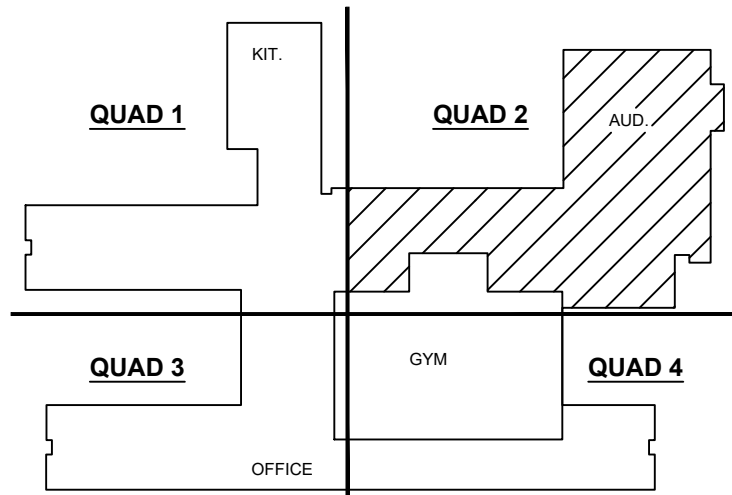 KIT.
QUAD 1
QUAD 2
AUD.
QUAD 3
GYM
QUAD 4
OFFICE